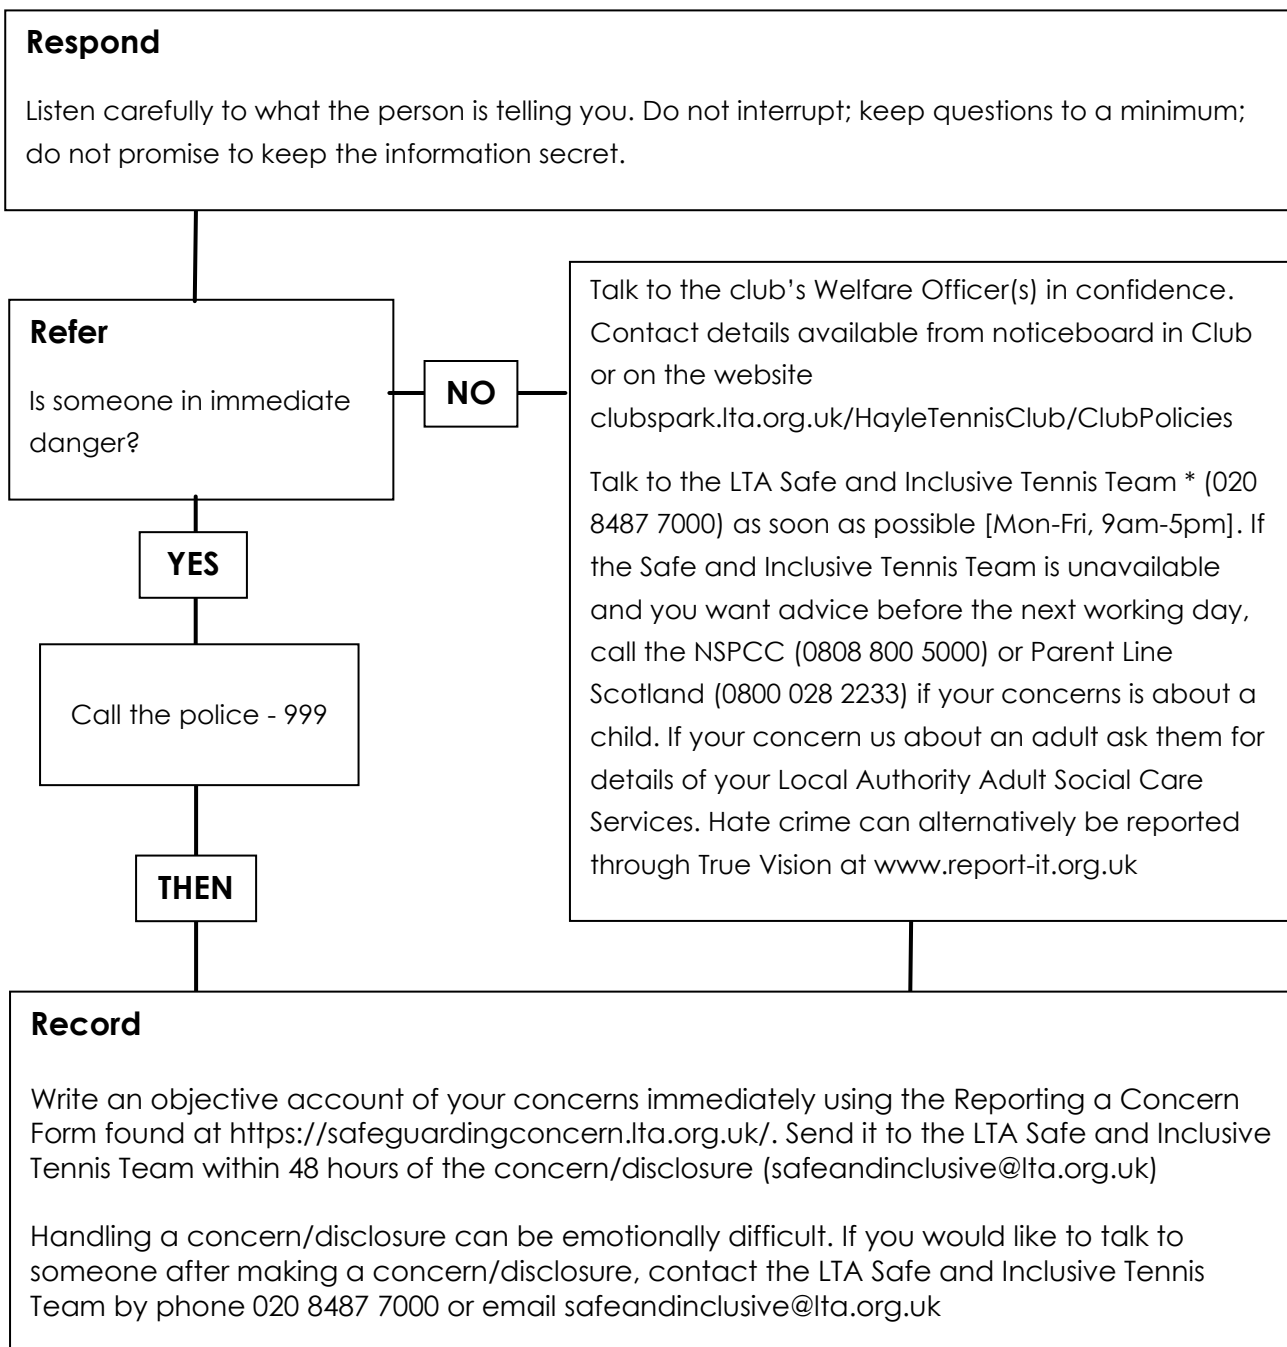 Respond
Listen carefully to what the person is telling you. Do not interrupt; keep questions to a minimum;
do not promise to keep the information secret.
Refer
Is someone in immediate
danger?
NO
Talk to the club’s Welfare Officer(s) in confidence.
Contact details available from noticeboard in Club
or on the website
clubspark.lta.org.uk/HayleTennisClub/ClubPolicies
Talk to the LTA Safe and Inclusive Tennis Team * (020
8487 7000) as soon as possible [Mon-Fri, 9am-5pm]. If
the Safe and Inclusive Tennis Team is unavailable
and you want advice before the next working day,
call the NSPCC (0808 800 5000) or Parent Line
Scotland (0800 028 2233) if your concerns is about a
child. If your concern us about an adult ask them for
details of your Local Authority Adult Social Care
Services. Hate crime can alternatively be reported
through True Vision at www.report-it.org.uk
YES
Call the police - 999
THEN
Record
Write an objective account of your concerns immediately using the Reporting a Concern
Form found at https://safeguardingconcern.lta.org.uk/. Send it to the LTA Safe and Inclusive
Tennis Team within 48 hours of the concern/disclosure (safeandinclusive@lta.org.uk)
Handling a concern/disclosure can be emotionally difficult. If you would like to talk to
someone after making a concern/disclosure, contact the LTA Safe and Inclusive Tennis
Team by phone 020 8487 7000 or email safeandinclusive@lta.org.uk